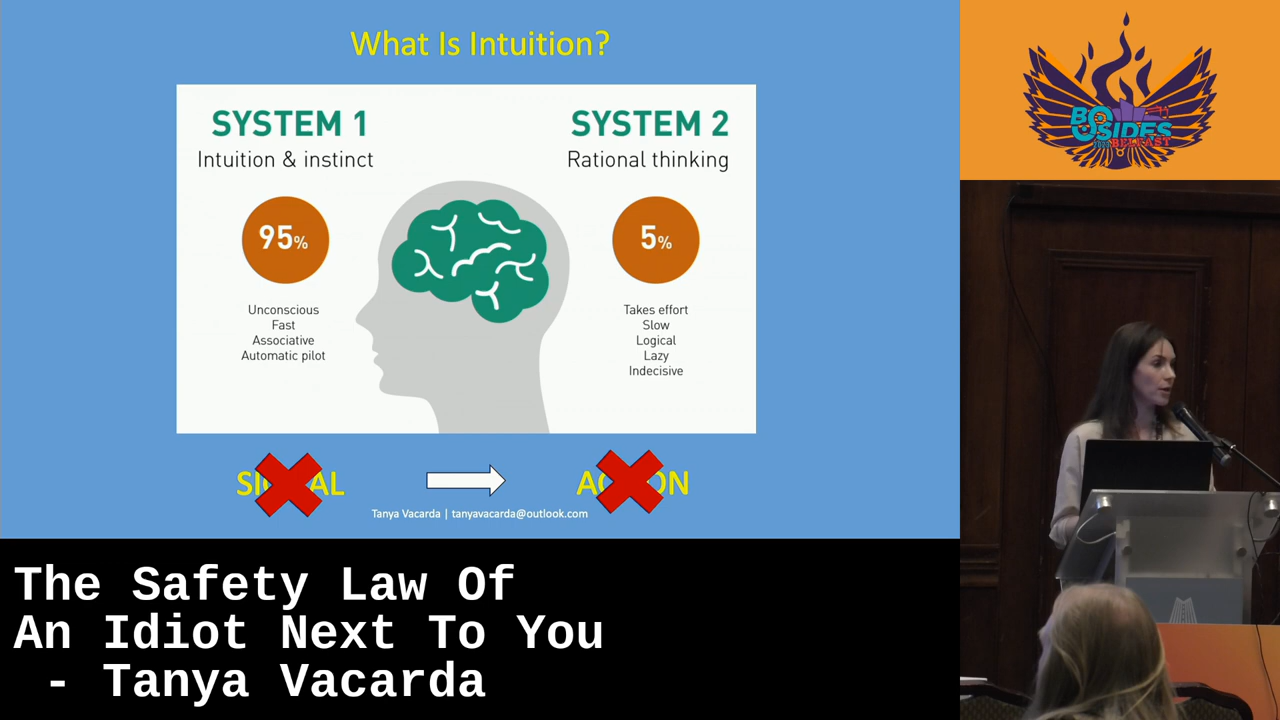 What Is Intuition?
SYSTEM 1
Intuition & instinct
95%
Unconscious
Fast
Associative
Automatic pilot
SYSTEM 2
Rational thinking
5%
Takes effort
Slow
Logical
Lazy
Indecisive
Tanya Vacarda | tanyavacarda@outlook.com
BSIDES
BELFAST
The Safety Law Of
An Idiot Next To You
- Tanya Vacarda